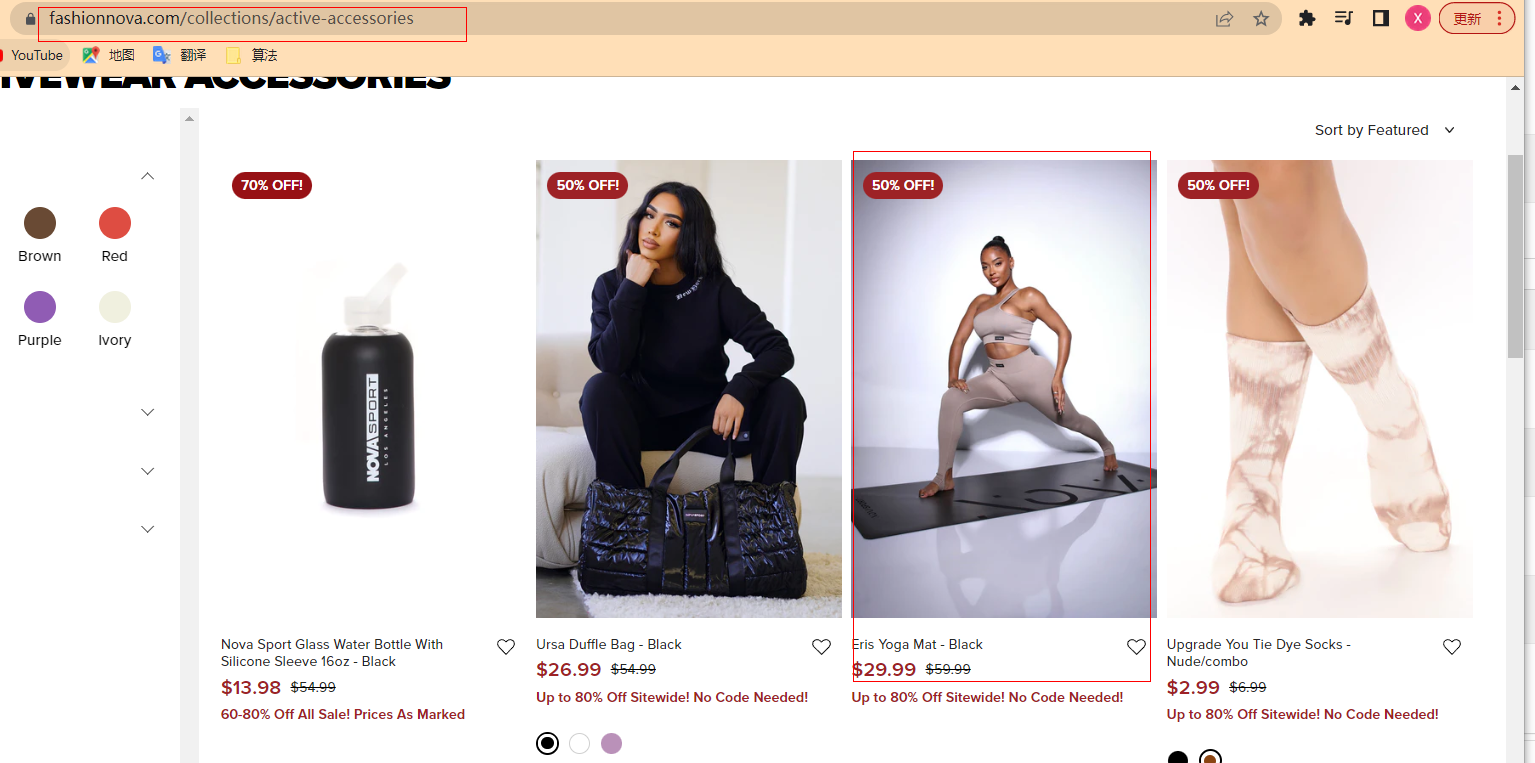 fashionnova.com/collections/active-accessories
更新
X
YouTube
地图
翻译
算法
IVEWEAR ACCESSORIES
Sort by Featured
Brown
Red
Purple
Ivory
70% OFF!
50% OFF!
50% OFF!
50% OFF!
NOVA SPORT
LOS ANGELES
New York
NOVA
Nova Sport Glass Water Bottle With
Silicone Sleeve 16oz - Black
$13.98 $54.99
60-80% Off All Sale! Prices As Marked
Ursa Duffle Bag - Black
$26.99 $54.99
Up to 80% Off Sitewide! No Code Needed!
Eris Yoga Mat - Black
$29.99 $59.99
Up to 80% Off Sitewide! No Code Needed!
Upgrade You Tie Dye Socks -
Nude/combo
$2.99 $6.99
Up to 80% Off Sitewide! No Code Needed!